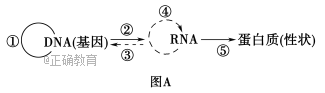 ④
① DNA(基因) ② ③ RNA ⑤ 蛋白质(性状)
@正确教育
图A